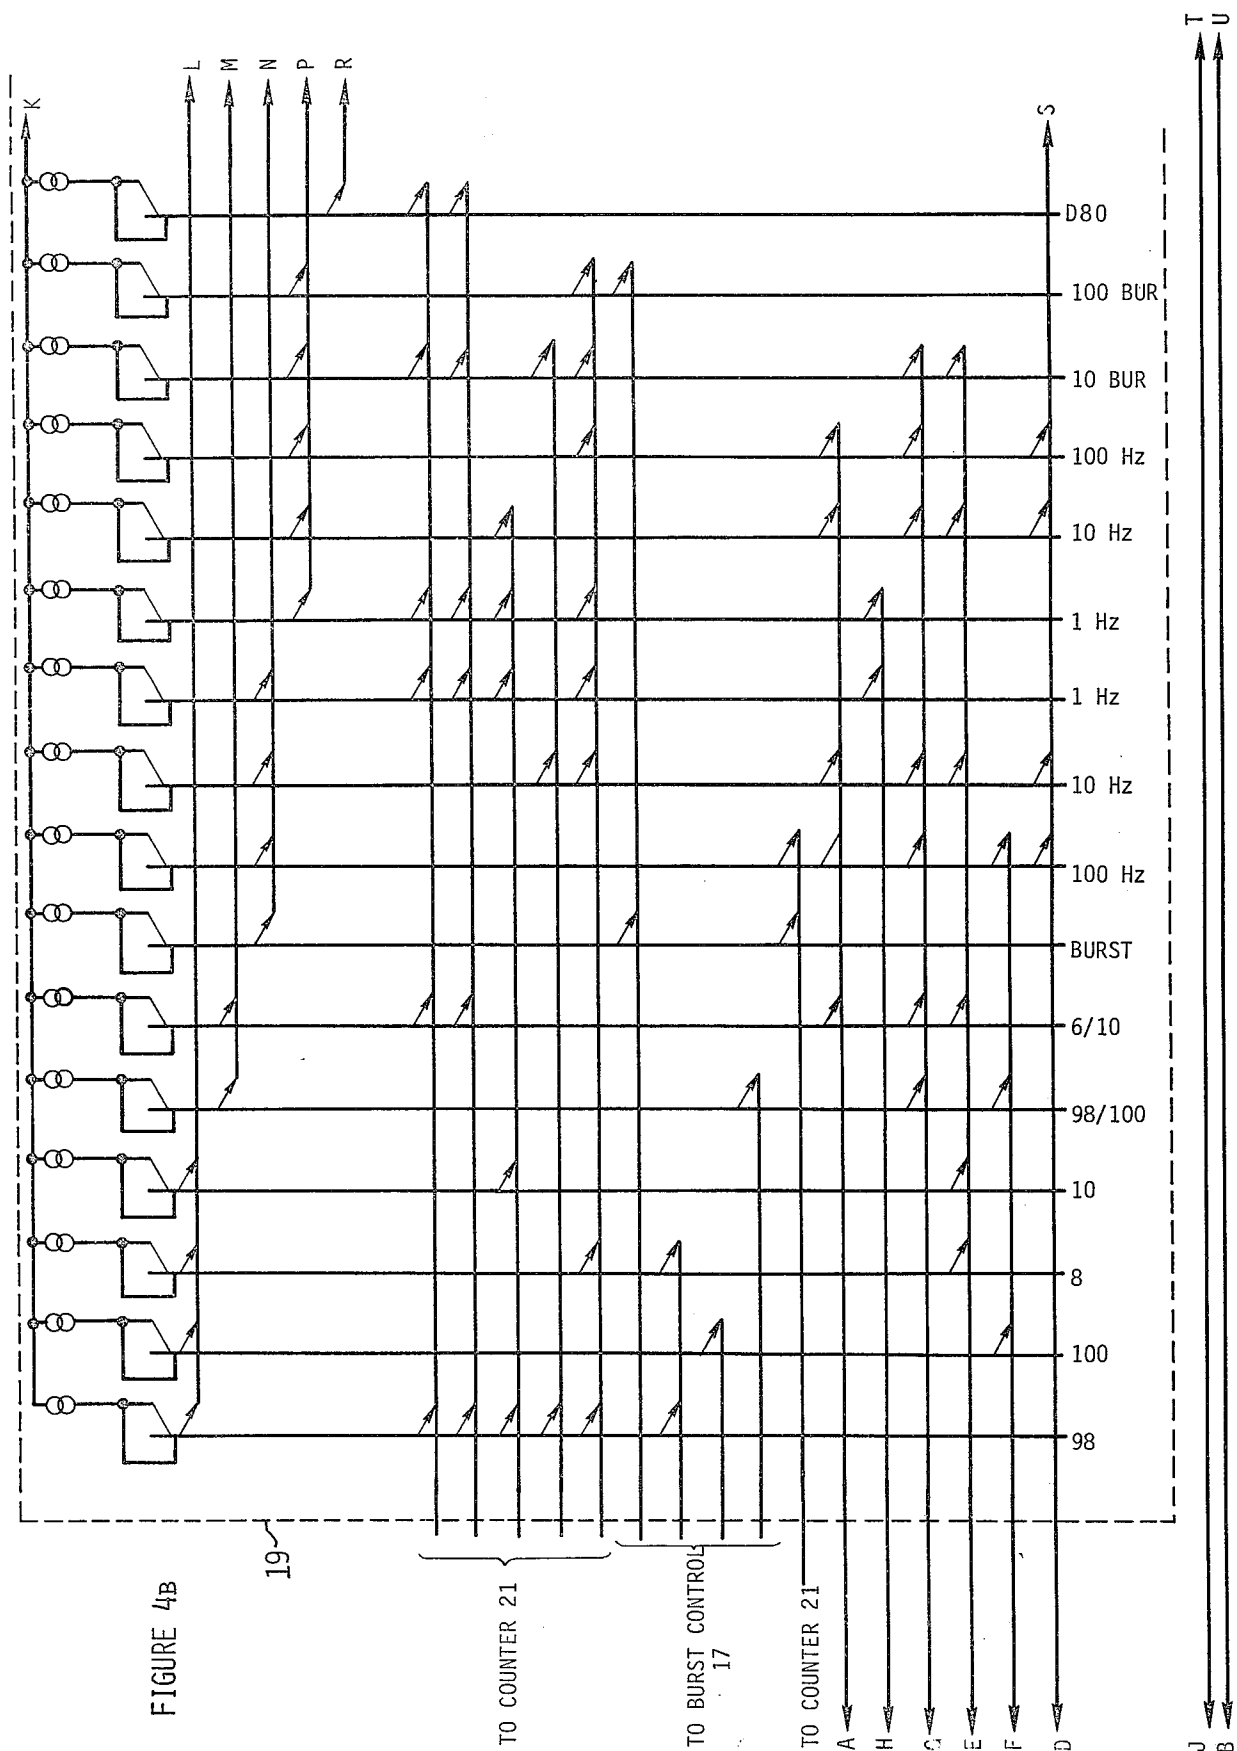 T
U
K
L
M
N
P
R
S
D80
100 BUR
10 BUR
100 Hz
10 Hz
1 Hz
1 Hz
10 Hz
100 Hz
BURST
6/10
98/100
10
8
100
98
19
FIGURE 4B
TO COUNTER 21
TO BURST CONTROL
17
TO COUNTER 21
A
H
G
E
F
D
J
B